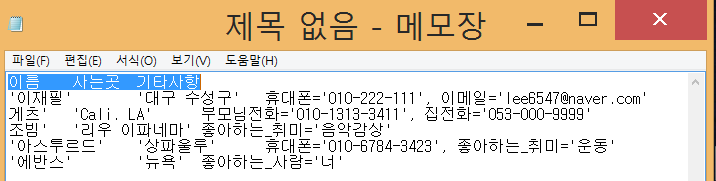 제목 없음 - 메모장
파일(F) 편집(E) 서식(O) 보기(V) 도움말(H)
이름 사는곳 기타사항
'이재필' '대구 수성구' 휴대폰='010-222-111', 이메일='lee6547@naver.com'
게츠' 'Cali. LA' 부모님전화='010-1313-3411', 집전화='053-000-9999'
조빔' '리우 이파네마' 좋아하는_취미='음악감상'
'아스투르드' '상파울루' 휴대폰='010-6784-3423', 좋아하는_취미='운동'
'에반스' '뉴욕' 좋아하는_사람='너'